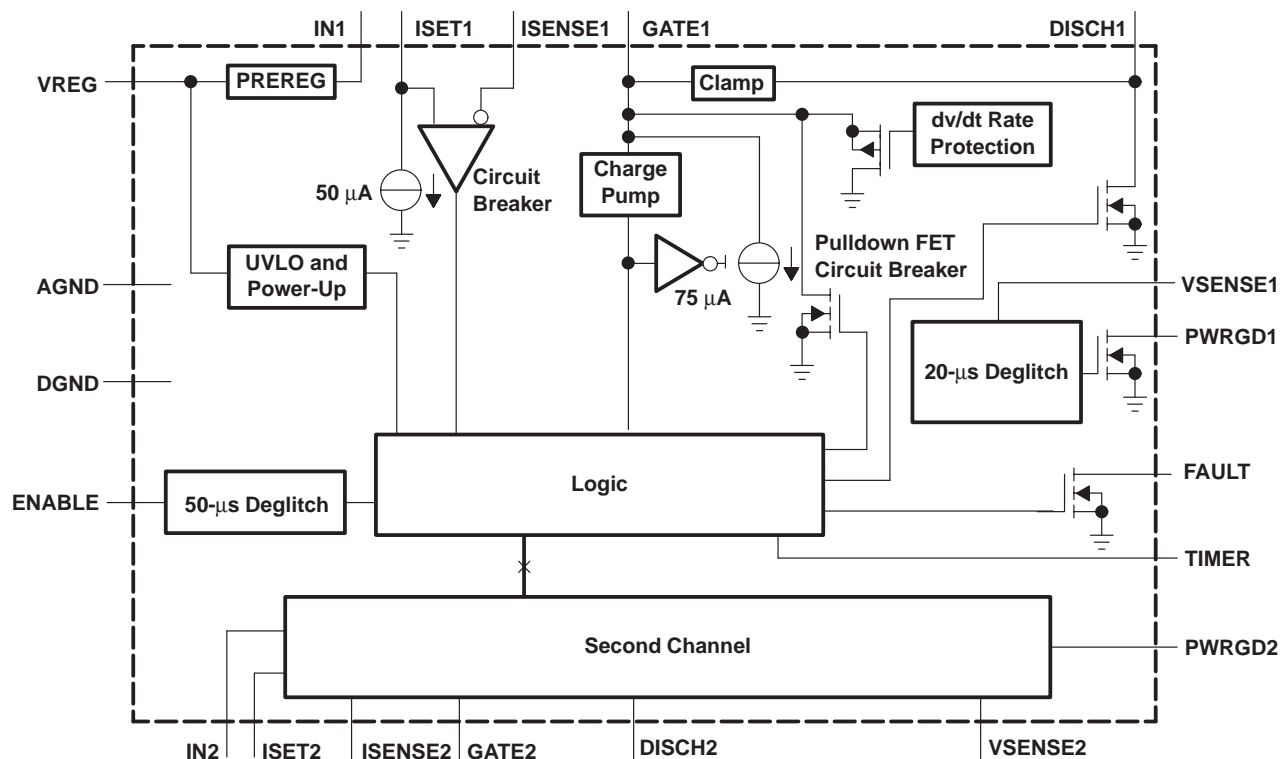 IN1
ISET1
ISENSE1
GATE1
DISCH1
VREG
PREREG
Clamp
dv/dt Rate
Protection
50 μA
Circuit
Breaker
Charge
Pump
Pulldown FET
Circuit Breaker
UVLO and
Power-Up
75 μA
AGND
VSENSE1
PWRGD1
20-μs Deglitch
DGND
Logic
FAULT
ENABLE
50-μs Deglitch
TIMER
Second Channel
PWRGD2
IN2
ISET2
ISENSE2
GATE2
DISCH2
VSENSE2